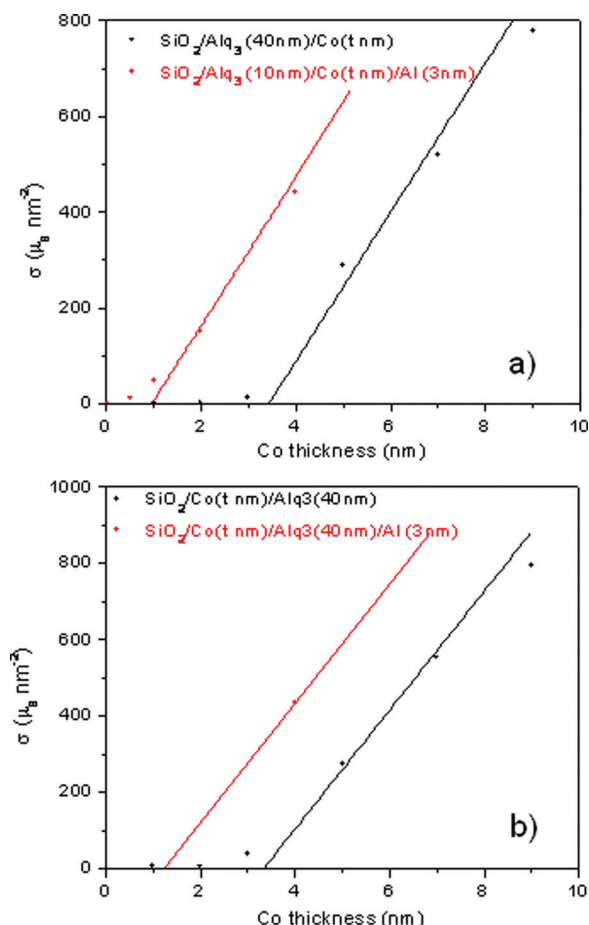 800
SiO₂/Alq₃(40nm)/Co(t nm)
SiO₂/Alq₃(10nm)/Co(t nm)/Al(3nm)
600
σ (μ_B nm⁻²)
400
200
a)
0
0 2 4 6 8 10
Co thickness (nm)
1000
SiO₂/Co(t nm)/Alq3(40nm)
SiO₂/Co(t nm)/Alq3(40nm)/Al(3nm)
800
600
σ (μ_B nm⁻²)
400
200
b)
0
0 2 4 6 8 10
Co thickness (nm)